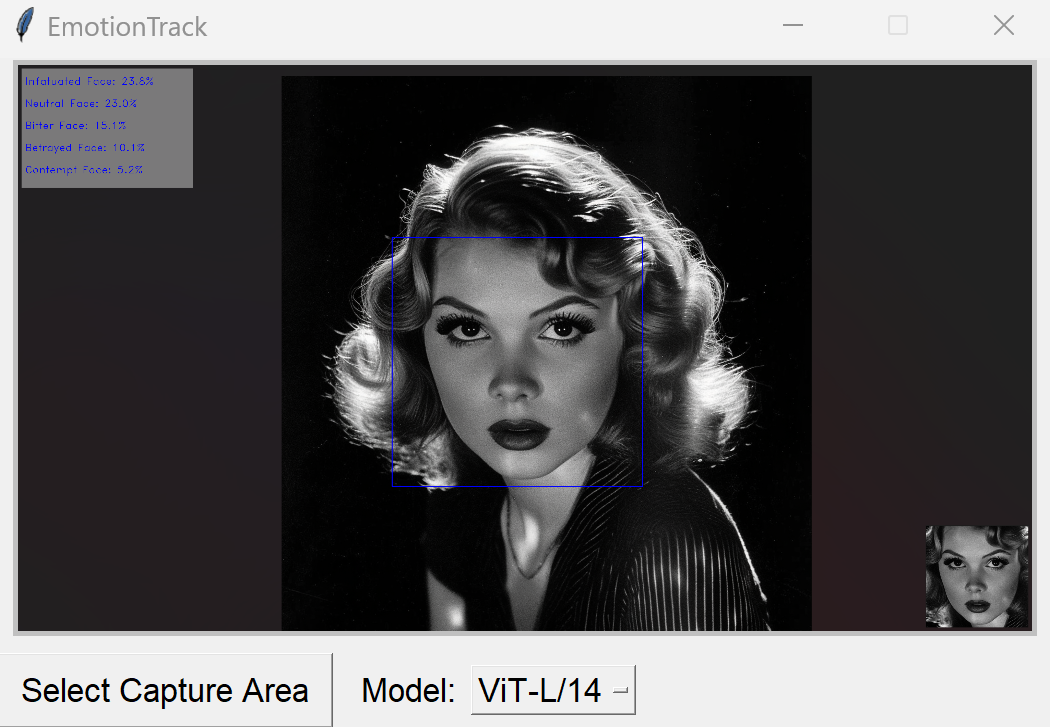 EmotionTrack
Infatuated Face: 23.8%
Neutral Face: 23.0%
Bitter Face: 15.1%
Betrayed Face: 10.1%
Contempt Face: 5.2%
Select Capture Area
Model:
ViT-L/14